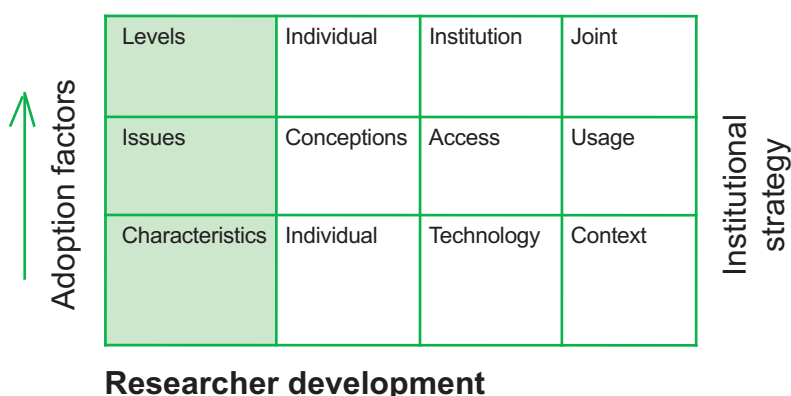 Adoption factors
Levels Individual Institution Joint
Issues Conceptions Access Usage
Characteristics Individual Technology Context
Institutional
strategy
Researcher development